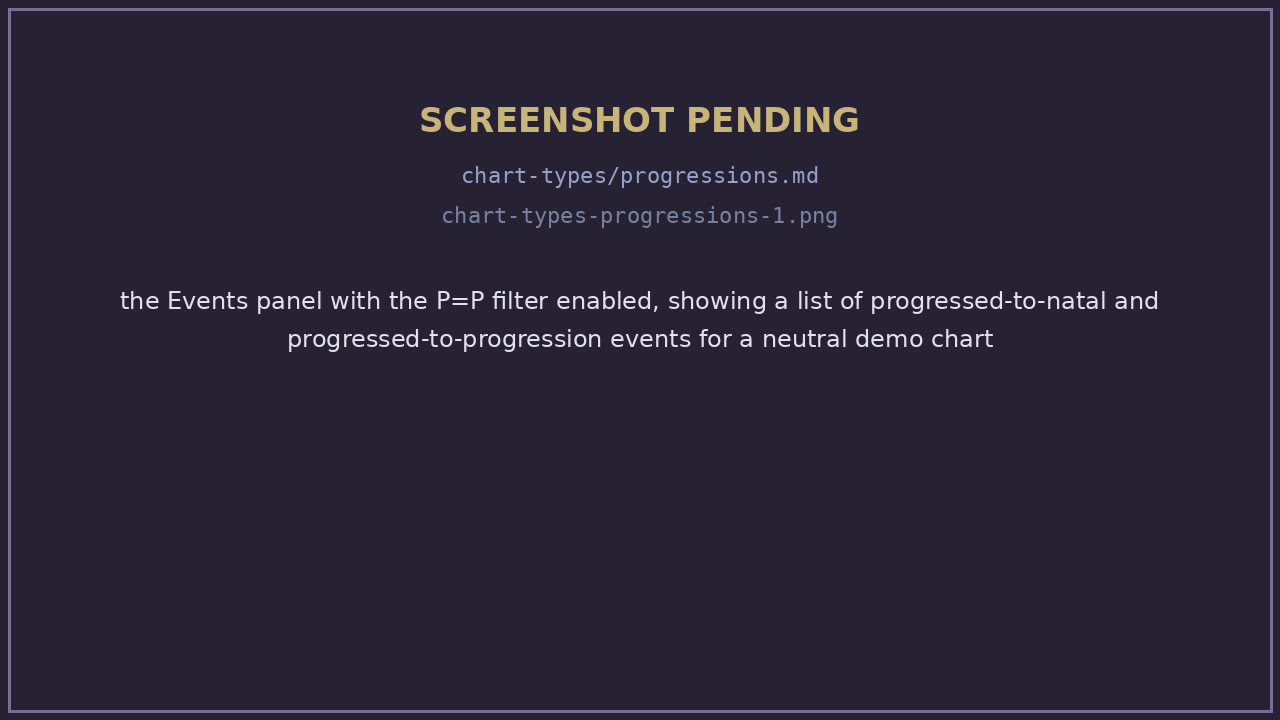 SCREENSHOT PENDING
chart-types/progressions.md
chart-types-progressions-1.png
the Events panel with the P=P filter enabled, showing a list of progressed-to-natal and
progressed-to-progression events for a neutral demo chart